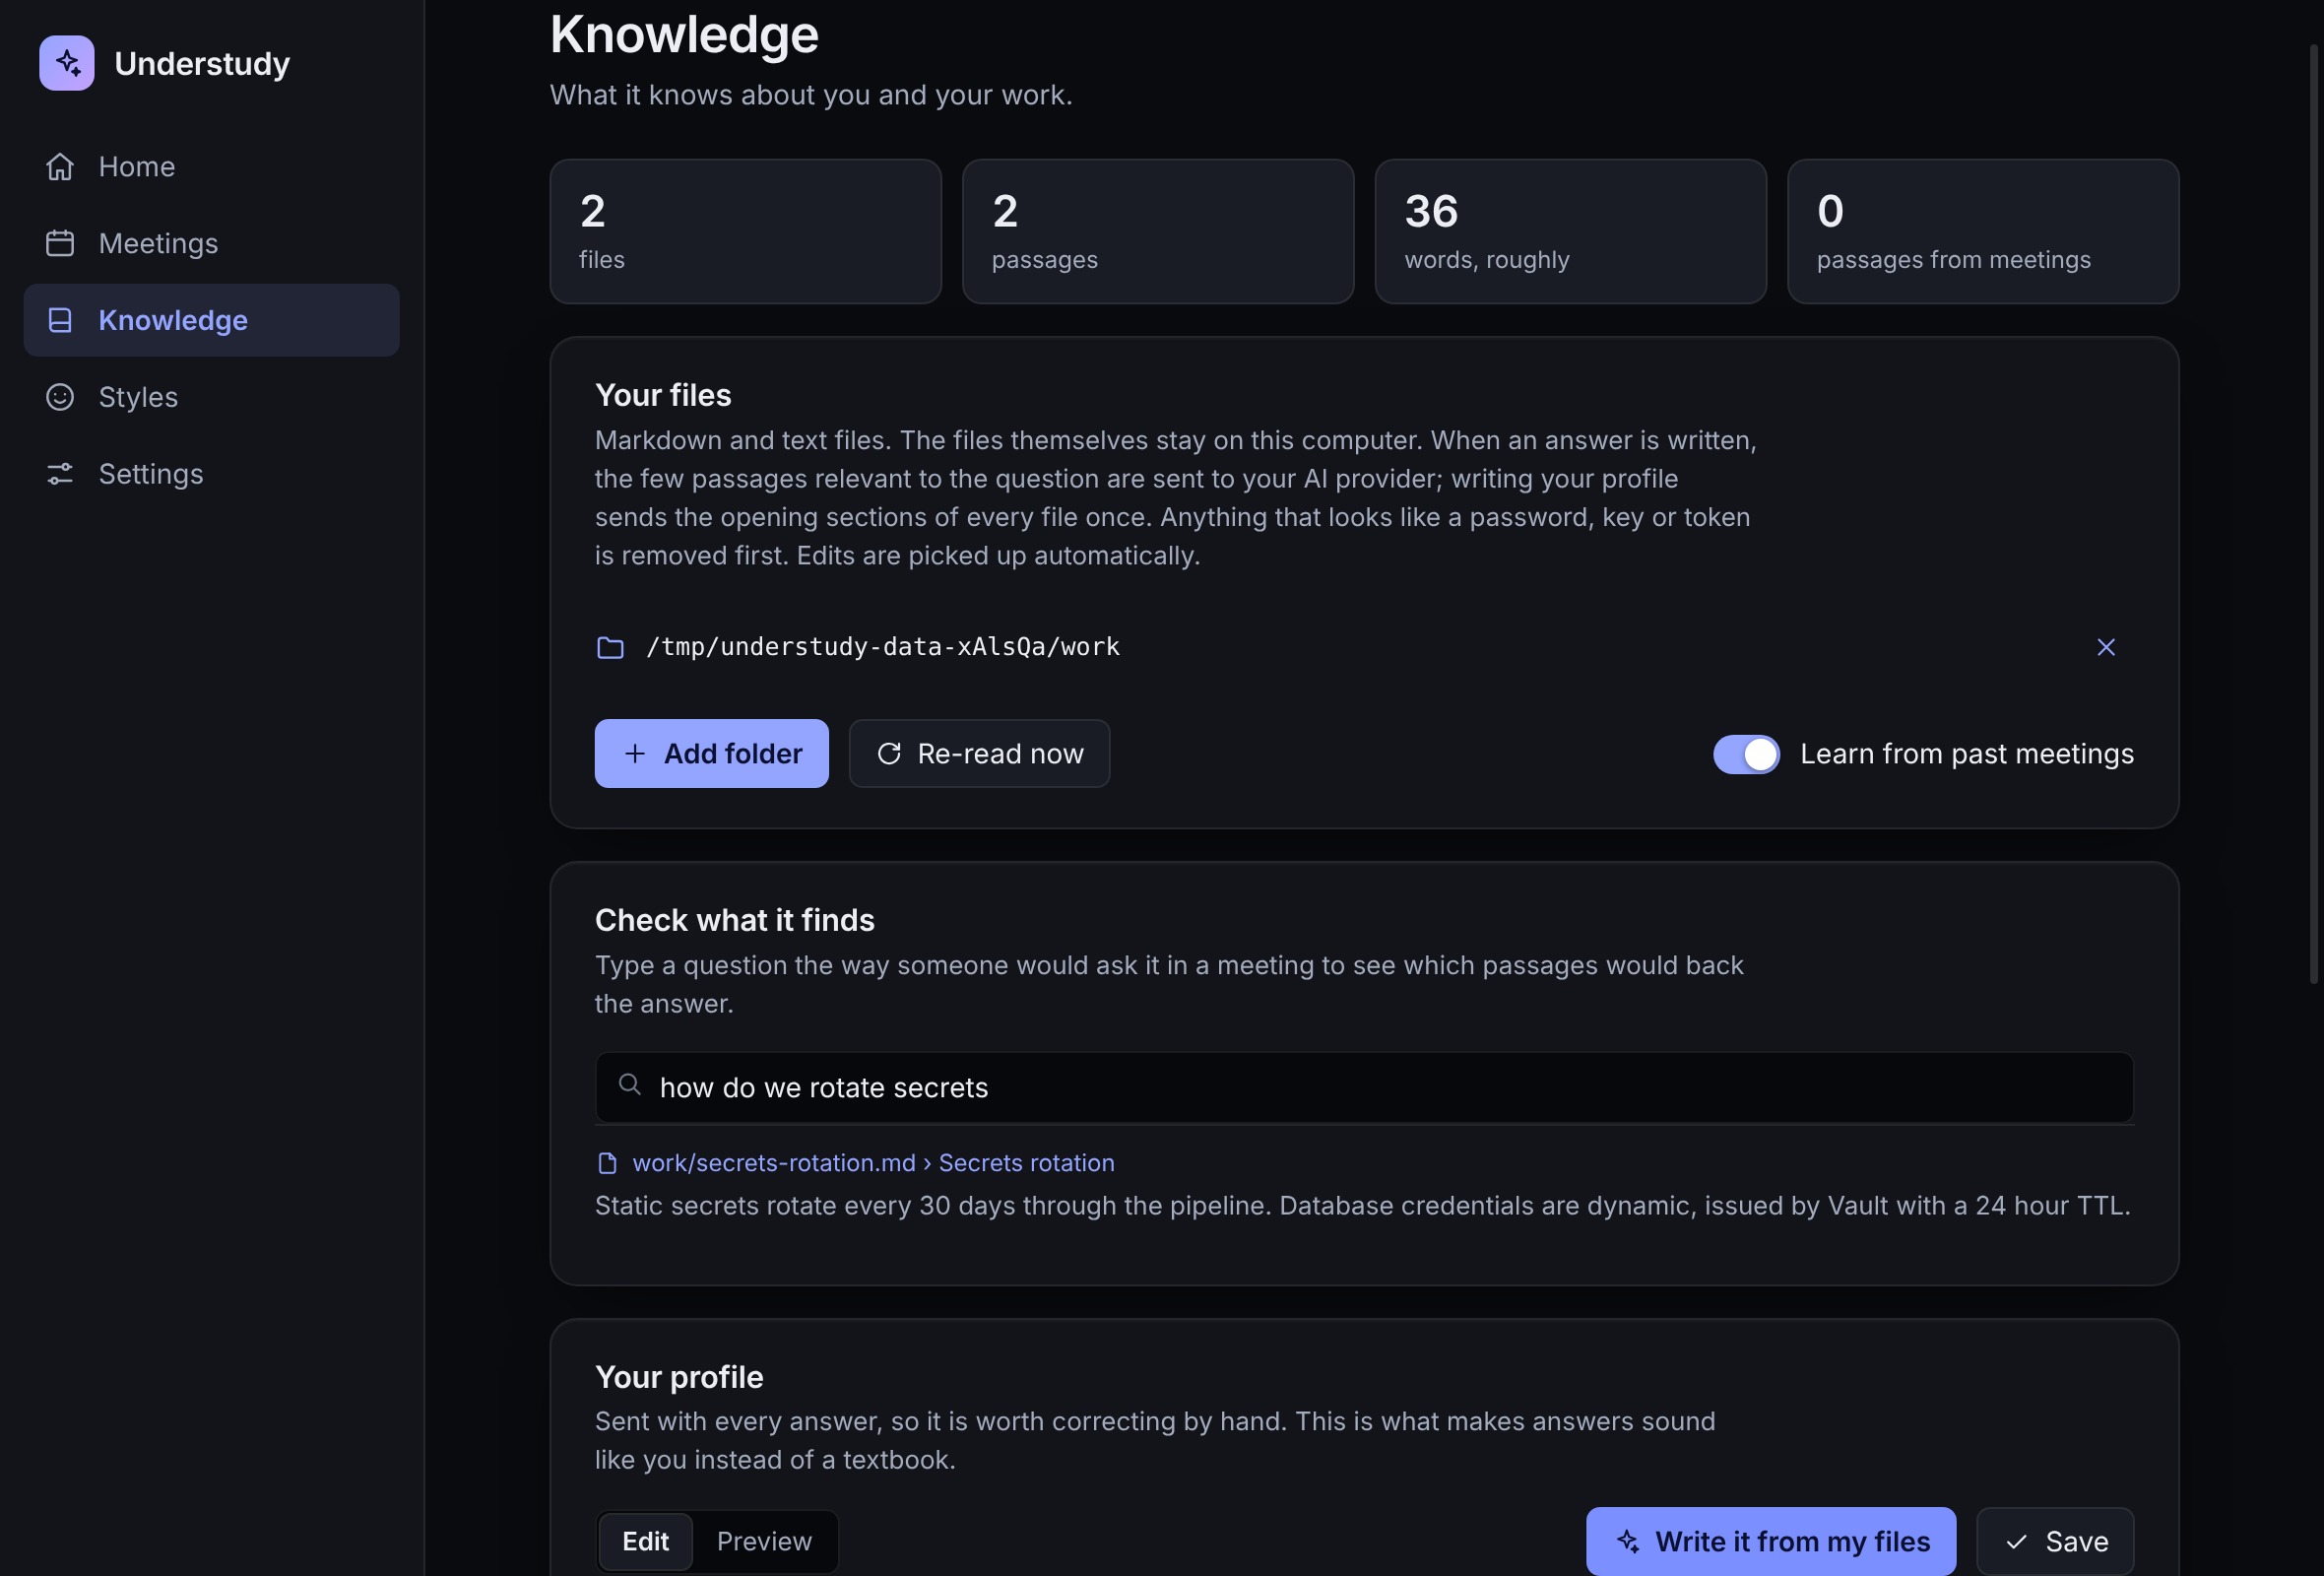 Understudy
Home
Meetings
Knowledge
Styles
Settings
Knowledge
What it knows about you and your work.
2
files
2
passages
36
words, roughly
0
passages from meetings
Your files
Markdown and text files. The files themselves stay on this computer. When an answer is written,
the few passages relevant to the question are sent to your AI provider; writing your profile
sends the opening sections of every file once. Anything that looks like a password, key or token
is removed first. Edits are picked up automatically.
/tmp/understudy-data-xAlsQa/work
Add folder
Re-read now
Learn from past meetings
Check what it finds
Type a question the way someone would ask it in a meeting to see which passages would back
the answer.
how do we rotate secrets
work/secrets-rotation.md › Secrets rotation
Static secrets rotate every 30 days through the pipeline. Database credentials are dynamic, issued by Vault with a 24 hour TTL.
Your profile
Sent with every answer, so it is worth correcting by hand. This is what makes answers sound
like you instead of a textbook.
Edit
Preview
Write it from my files
Save